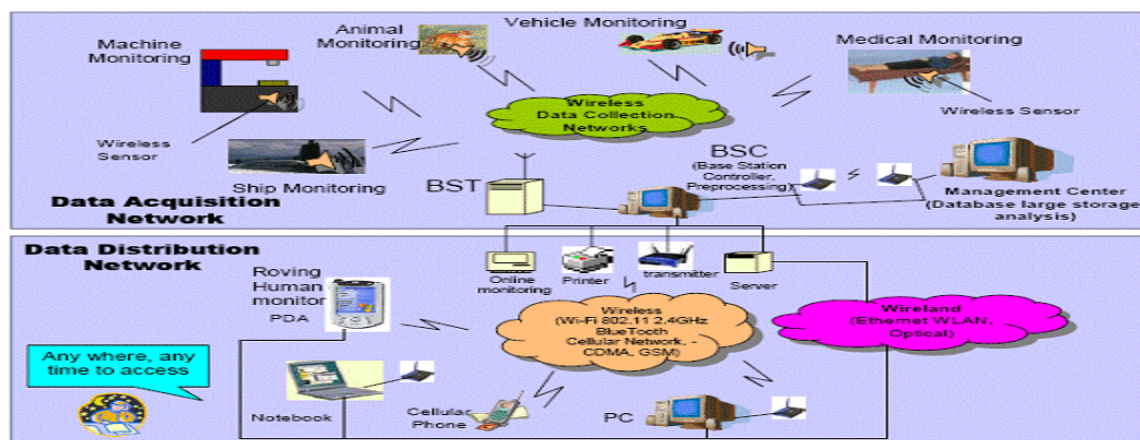 Machine
Monitoring
Animal
Monitoring
Vehicle Monitoring
Medical Monitoring
Wireless
Data Collection
Networks
Wireless Sensor
Wireless
Sensor
Ship Monitoring
BST
BSC
(Base Station
Controller,
Preprocessing)
Management Center
(Database large storage
analysis)
Data Acquisition
Network
Data Distribution
Network
Online
monitoring
Printer
transmitter
Server
Roving
Human
monitor
PDA
Wireless
(Wi-Fi 802.11 2.4GHz
BlueTooth
Cellular Network, -
CDMA, GSM)
Wireland
(Ethernet WLAN,
Optical)
Any where, any
time to access
Notebook
Cellular
Phone
PC